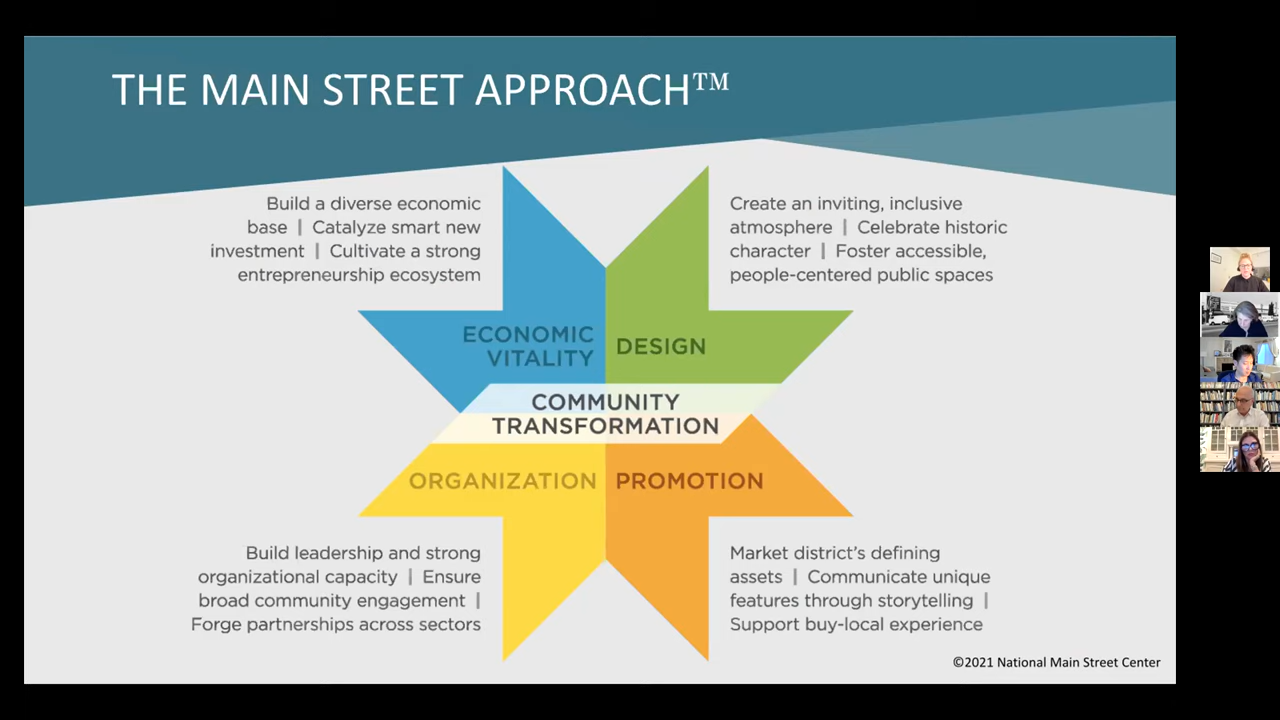 THE MAIN STREET APPROACH™
Build a diverse economic
base | Catalyze smart new
investment | Cultivate a strong
entrepreneurship ecosystem
Create an inviting, inclusive
atmosphere | Celebrate historic
character | Foster accessible,
people-centered public spaces
ECONOMIC
VITALITY
DESIGN
COMMUNITY
TRANSFORMATION
ORGANIZATION
PROMOTION
Build leadership and strong
organizational capacity | Ensure
broad community engagement |
Forge partnerships across sectors
Market district's defining
assets | Communicate unique
features through storytelling |
Support buy-local experience
©2021 National Main Street Center